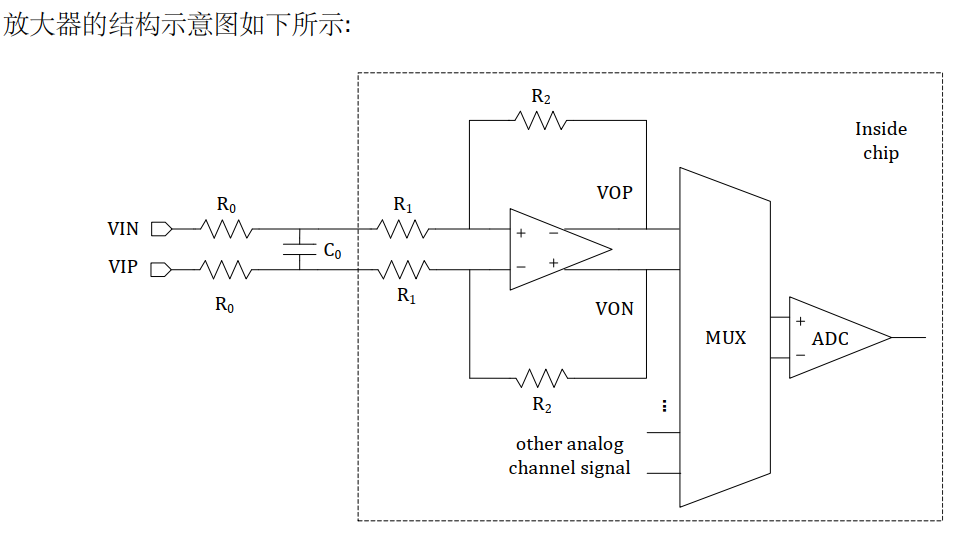 放大器的结构示意图如下所示:
R2
Inside
chip
VOP
R0
R1
VIN
+
−
C0
VIP
−
+
R0
R1
VON
+
MUX
ADC
−
R2
⋮
other analog
channel signal